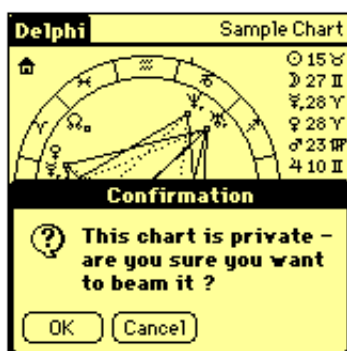 Delphi Sample Chart
☉ 15 ♉
☽ 27 ♊
☿r 28 ♈
♀ 28 ♈
♂ 23 ♍
♃ 10 ♊
Confirmation
This chart is private –
are you sure you want
to beam it ?
OK Cancel